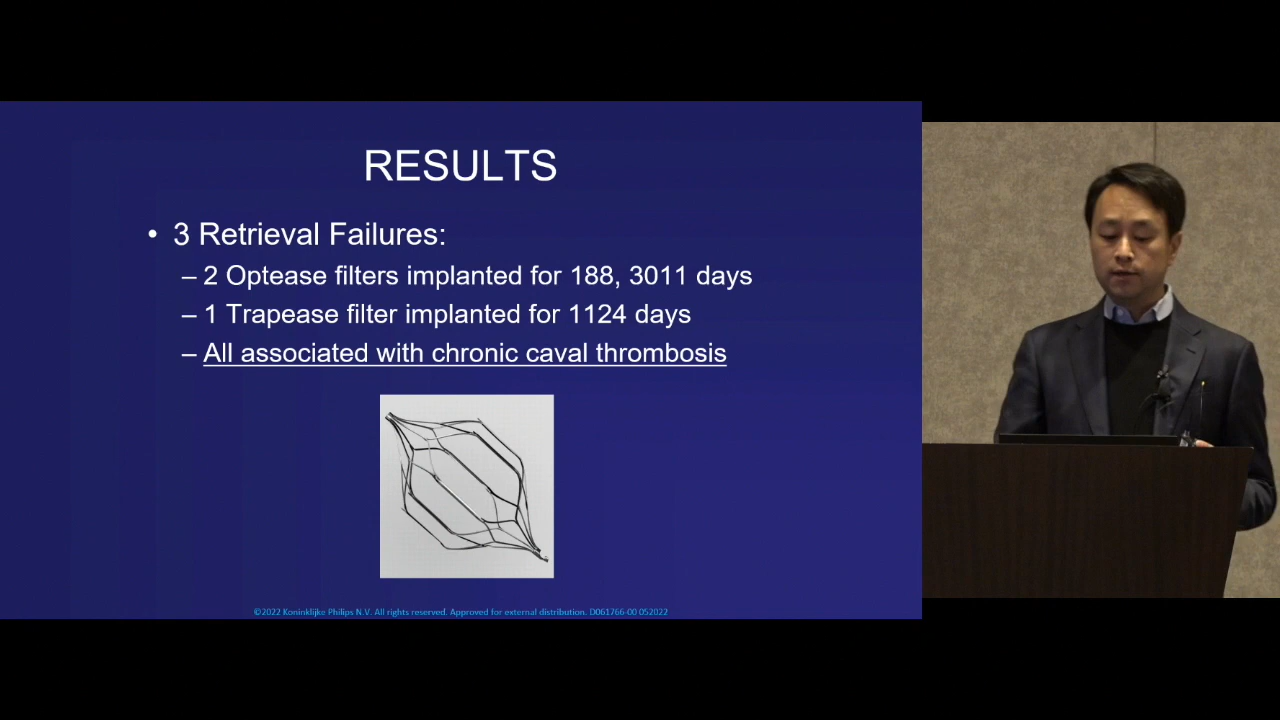 RESULTS
• 3 Retrieval Failures:
– 2 Optease filters implanted for 188, 3011 days
– 1 Trapease filter implanted for 1124 days
– All associated with chronic caval thrombosis
©2022 Koninklijke Philips N.V. All rights reserved. Approved for external distribution. D061766-00 052022